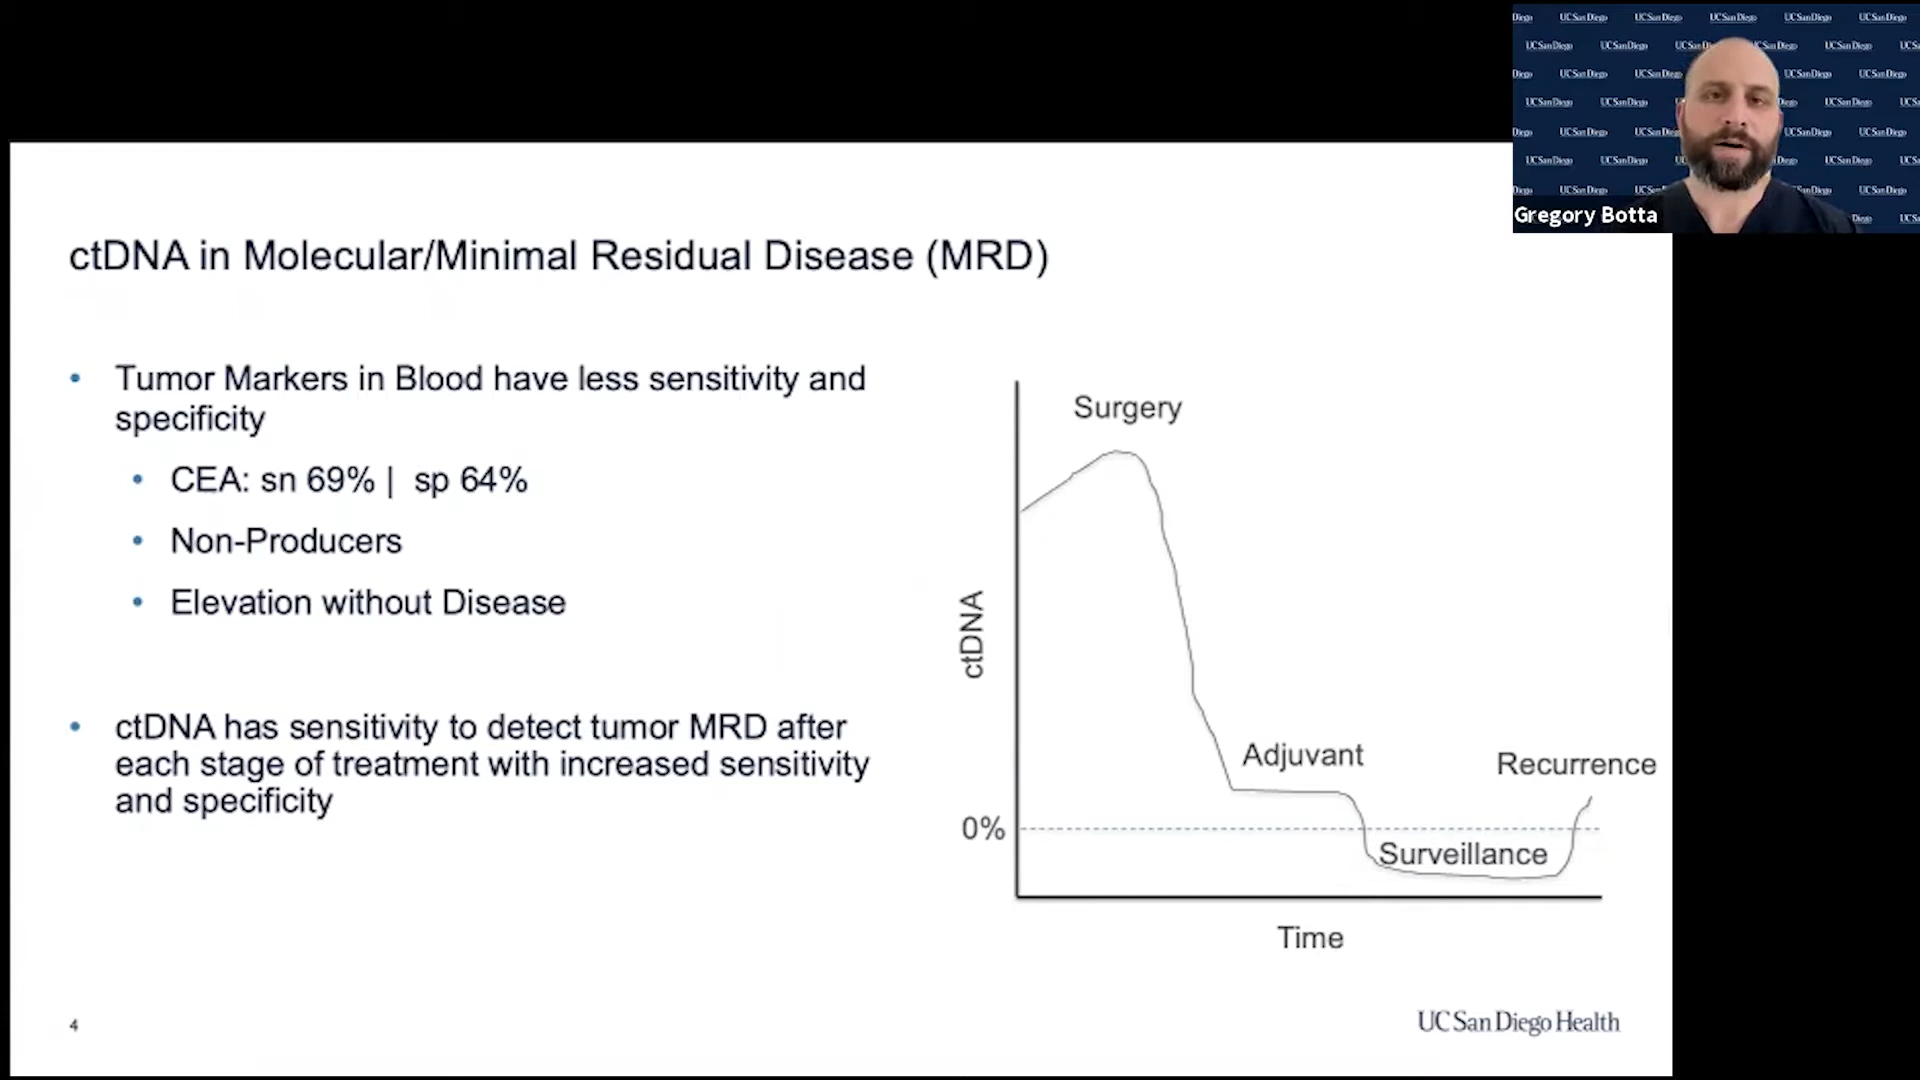 Gregory Botta
ctDNA in Molecular/Minimal Residual Disease (MRD)
• Tumor Markers in Blood have less sensitivity and
specificity
• CEA: sn 69% | sp 64%
• Non-Producers
• Elevation without Disease
• ctDNA has sensitivity to detect tumor MRD after
each stage of treatment with increased sensitivity
and specificity
Surgery
ctDNA
Adjuvant
Recurrence
0%
Surveillance
Time
4
UC San Diego Health
UC San Diego